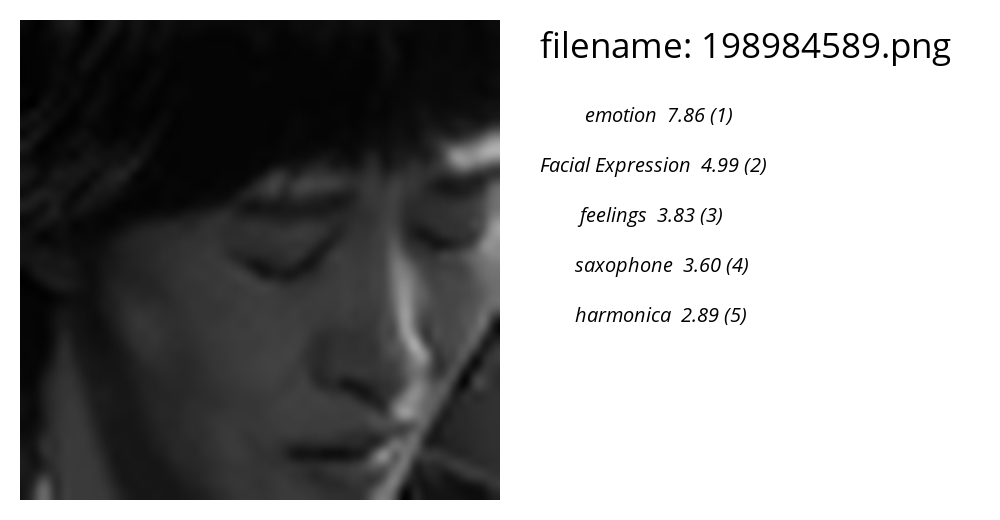 filename: 198984589.png
emotion 7.86 (1)
Facial Expression 4.99 (2)
feelings 3.83 (3)
saxophone 3.60 (4)
harmonica 2.89 (5)